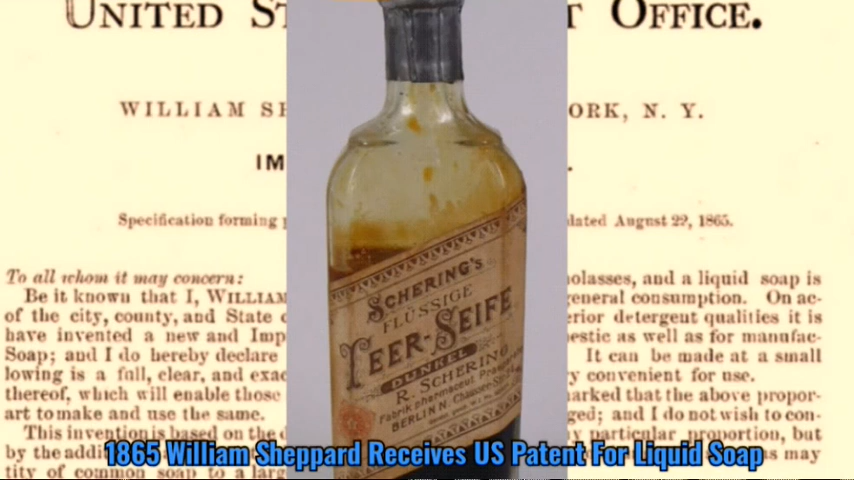 UNITED ST
T OFFICE.
WILLIAM SH
ORK, N. Y.
IM
Specification forming
dated August 22, 1865.
To all whom it may concern:
Be it known that I, WILLIAM
of the city, county, and State
have invented a new and Imp
Soap; and I do hereby declare
lowing is a full, clear, and exac
thereof, which will enable those
art to make and use the same.
This invention is based on the
by the addi
tity of common soap to a larg
olasses, and a liquid soap is
general consumption. On ac-
erior detergent qualities it is
estic as well as for manufac-
It can be made at a small
y convenient for use.
arked that the above propor-
ged; and I do not wish to con-
y particular proportion, but
as may
SCHERING'S
FLÜSSIGE
TEER-SEIFE
DUNKEL
R. SCHERING
Fabrik pharmaceut. Praeparate
BERLIN N. Chaussee-Str.
1865 William Sheppard Receives US Patent For Liquid Soap